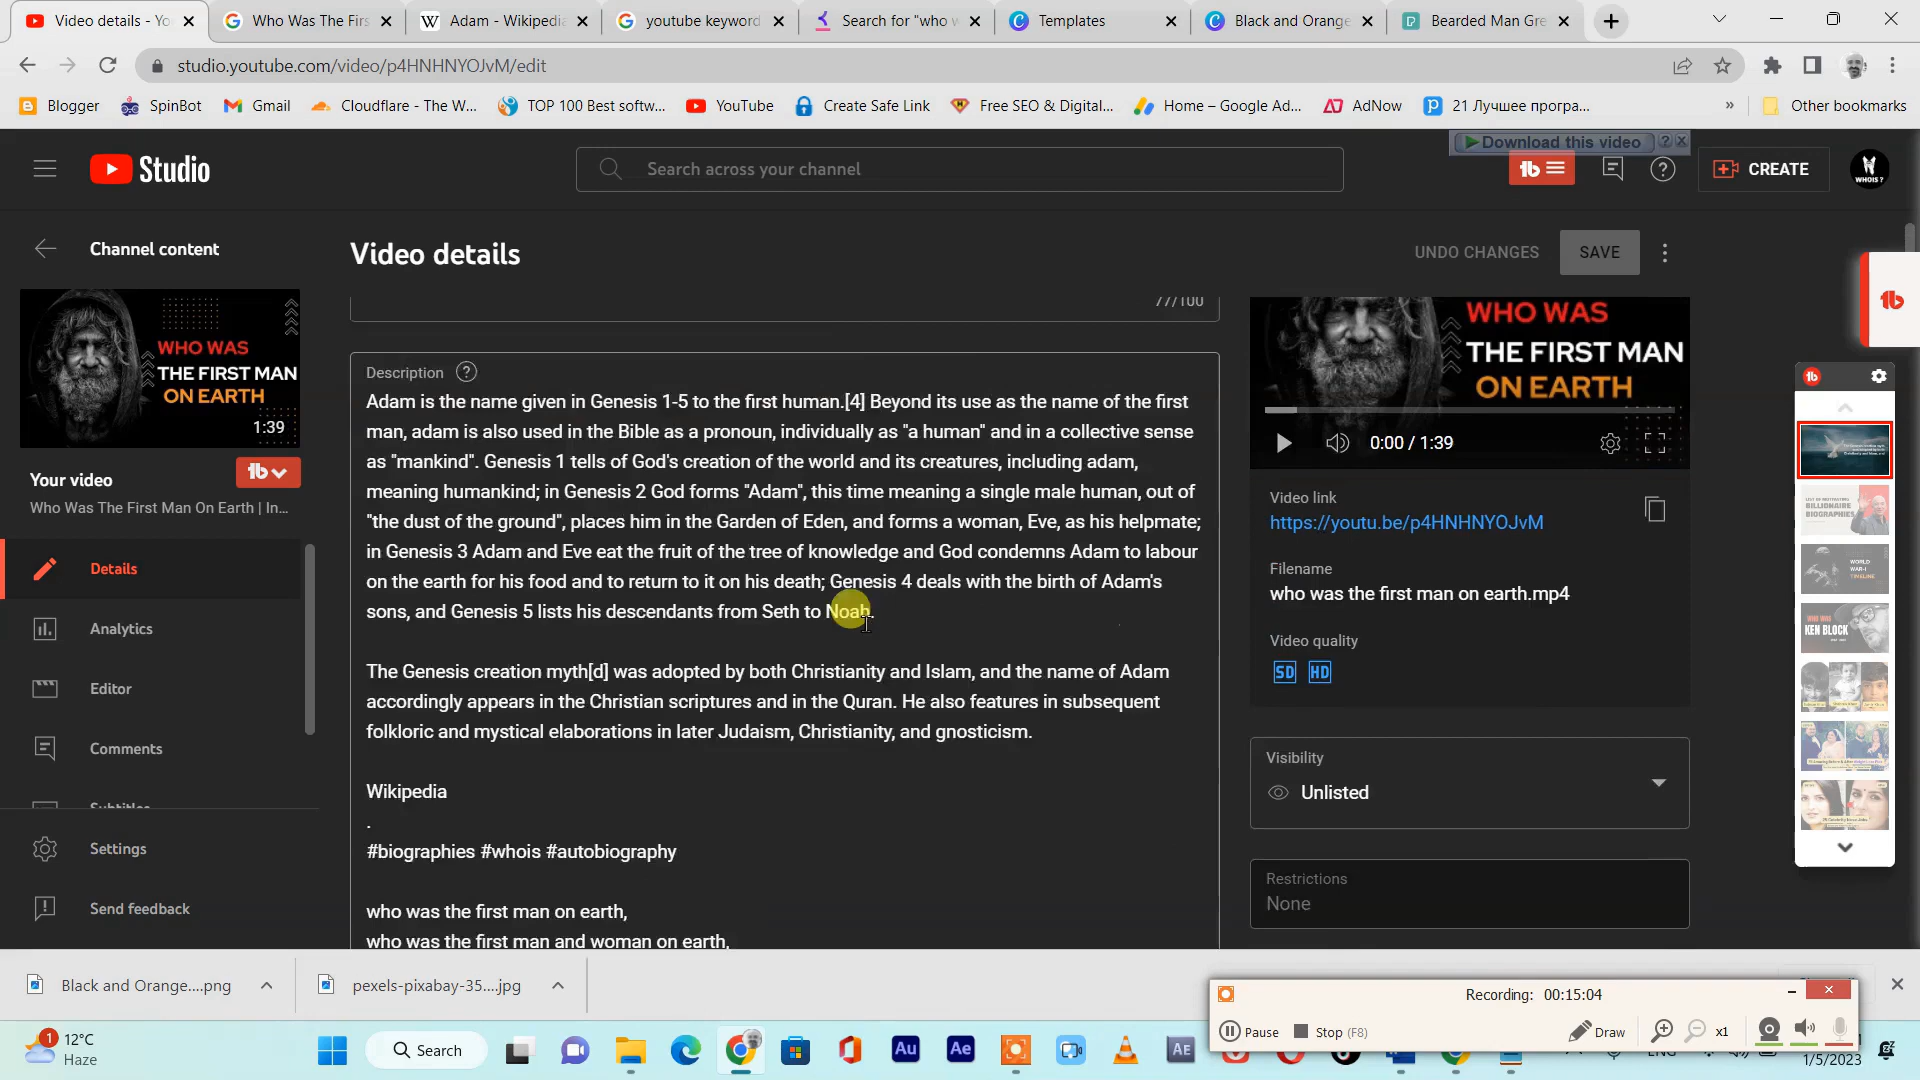 Video details - Yo
Who Was The Firs
Adam - Wikipedia
youtube keyword
Search for "who w
Templates
Black and Orange
Bearded Man Gre
studio.youtube.com/video/p4HNHNYOJvM/edit
Blogger
SpinBot
Gmail
Cloudflare - The W...
TOP 100 Best softw...
YouTube
Create Safe Link
Free SEO & Digital...
Home – Google Ad...
AdNow
21 Лучшее програ...
»
Other bookmarks
Download this video
Studio
Search across your channel
CREATE
WHOIS ?
Channel content
Video details
UNDO CHANGES
SAVE
77/100
WHO WAS
THE FIRST MAN
ON EARTH
1:39
Your video
Who Was The First Man On Earth | In...
Details
Analytics
Editor
Comments
Subtitles
Settings
Send feedback
Description
Adam is the name given in Genesis 1-5 to the first human.[4] Beyond its use as the name of the first
man, adam is also used in the Bible as a pronoun, individually as "a human" and in a collective sense
as "mankind". Genesis 1 tells of God's creation of the world and its creatures, including adam,
meaning humankind; in Genesis 2 God forms "Adam", this time meaning a single male human, out of
"the dust of the ground", places him in the Garden of Eden, and forms a woman, Eve, as his helpmate;
in Genesis 3 Adam and Eve eat the fruit of the tree of knowledge and God condemns Adam to labour
on the earth for his food and to return to it on his death; Genesis 4 deals with the birth of Adam's
sons, and Genesis 5 lists his descendants from Seth to Noah.
The Genesis creation myth[d] was adopted by both Christianity and Islam, and the name of Adam
accordingly appears in the Christian scriptures and in the Quran. He also features in subsequent
folkloric and mystical elaborations in later Judaism, Christianity, and gnosticism.
Wikipedia
.
#biographies #whois #autobiography
who was the first man on earth,
who was the first man and woman on earth,
WHO WAS
THE FIRST MAN
ON EARTH
0:00 / 1:39
Video link
https://youtu.be/p4HNHNYOJvM
Filename
who was the first man on earth.mp4
Video quality
SD HD
Visibility
Unlisted
Restrictions
None
BILLIONAIRE
BIOGRAPHIES
WORLD
WAR-I
TIMELINE
KEN BLOCK
Black and Orange....png
pexels-pixabay-35....jpg
Recording: 00:15:04
Pause
Stop (F8)
Draw
x1
1
12°C
Haze
Search
Au
Ae
AE
ENG
1/5/2023